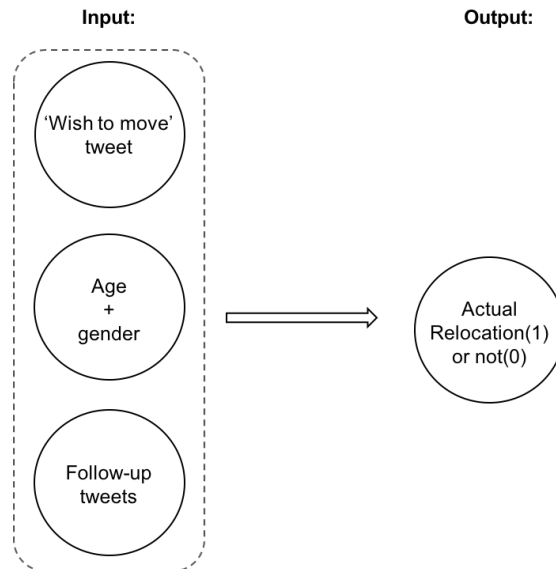 Input:
Output:
‘Wish to move’
tweet
Age
+
gender
Follow-up
tweets
Actual
Relocation(1)
or not(0)